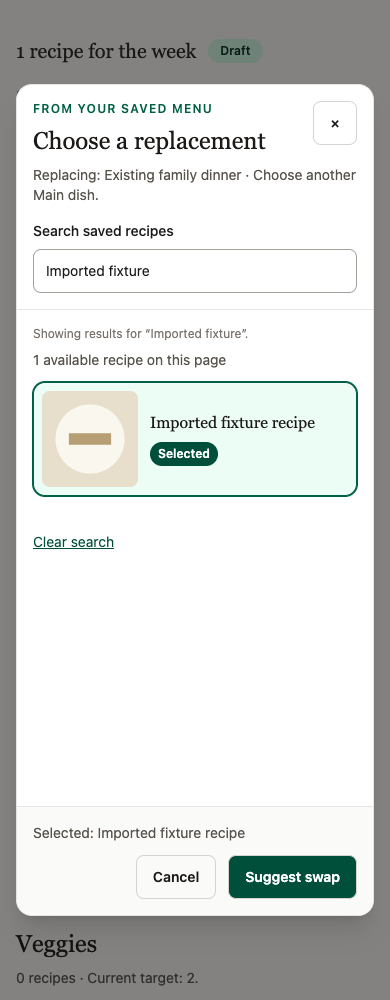 1 recipe for the week Draft
FROM YOUR SAVED MENU
Choose a replacement
×
Replacing: Existing family dinner · Choose another
Main dish.
Search saved recipes
Imported fixture
Showing results for “Imported fixture”.
1 available recipe on this page
Imported fixture recipe
Selected
Clear search
Selected: Imported fixture recipe
Cancel
Suggest swap
Veggies
0 recipes · Current target: 2.